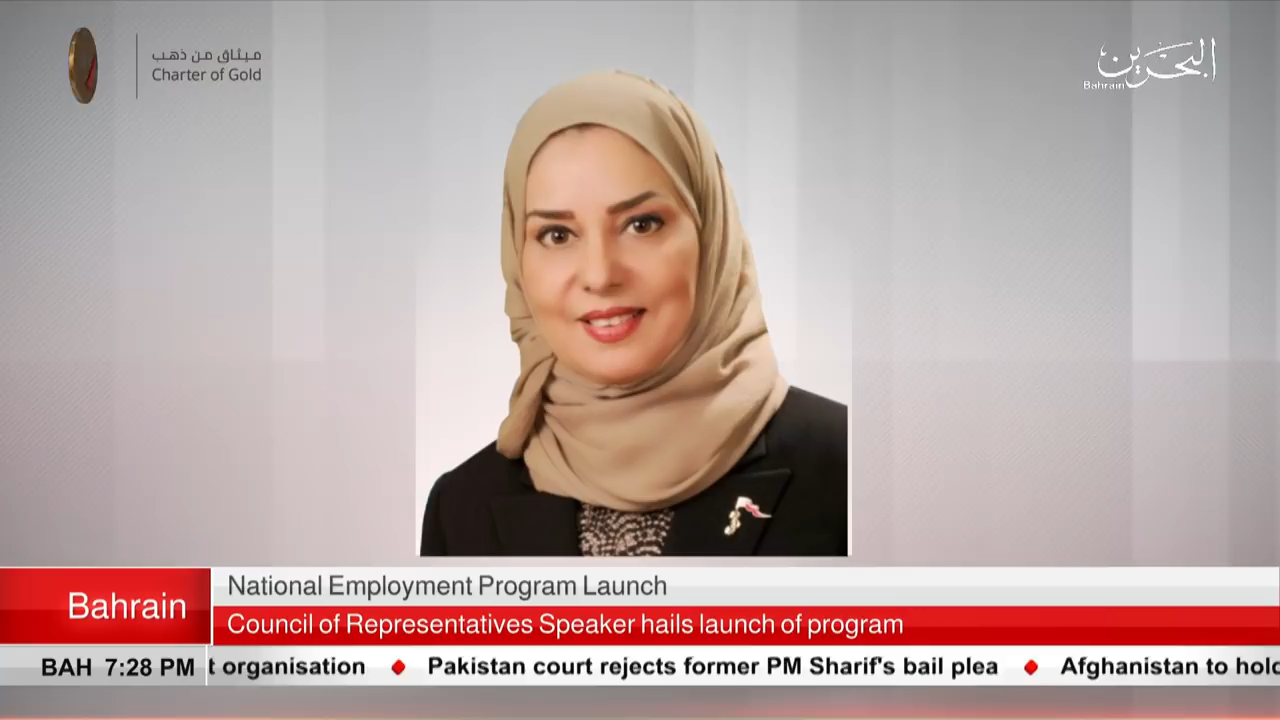 ميثاق من ذهب
Charter of Gold
البحرين
Bahrain
National Employment Program Launch
Bahrain
Council of Representatives Speaker hails launch of program
BAH 7:28 PM
t organisation ♦ Pakistan court rejects former PM Sharif's bail plea ♦ Afghanistan to hold